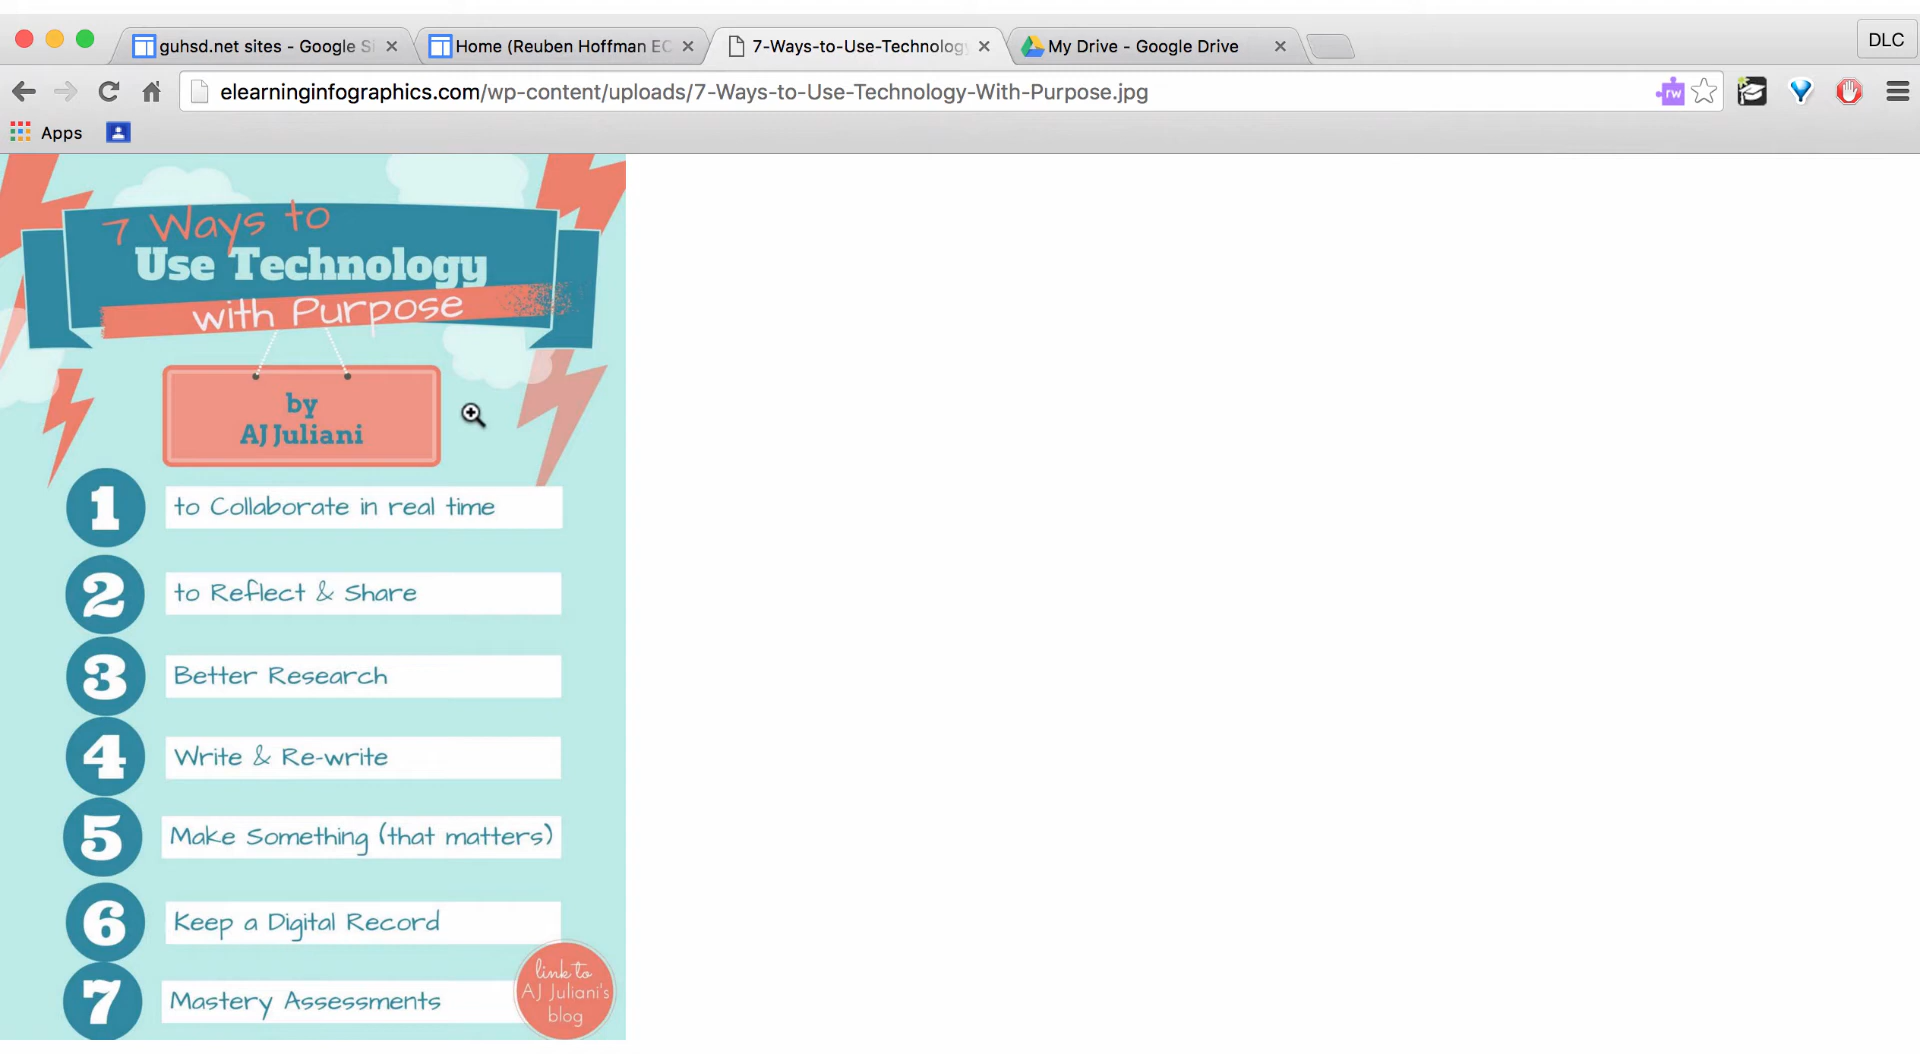 guhsd.net sites - Google Si
Home (Reuben Hoffman EC
7-Ways-to-Use-Technolog
My Drive - Google Drive
DLC
elearninginfographics.com/wp-content/uploads/7-Ways-to-Use-Technology-With-Purpose.jpg
rw
Apps
7 Ways to
Use Technology
with Purpose
by
AJ Juliani
1 to Collaborate in real time
2 to Reflect & Share
3 Better Research
4 Write & Re-write
5 Make Something (that matters)
6 Keep a Digital Record
7 Mastery Assessments
link to
AJ Juliani's
blog